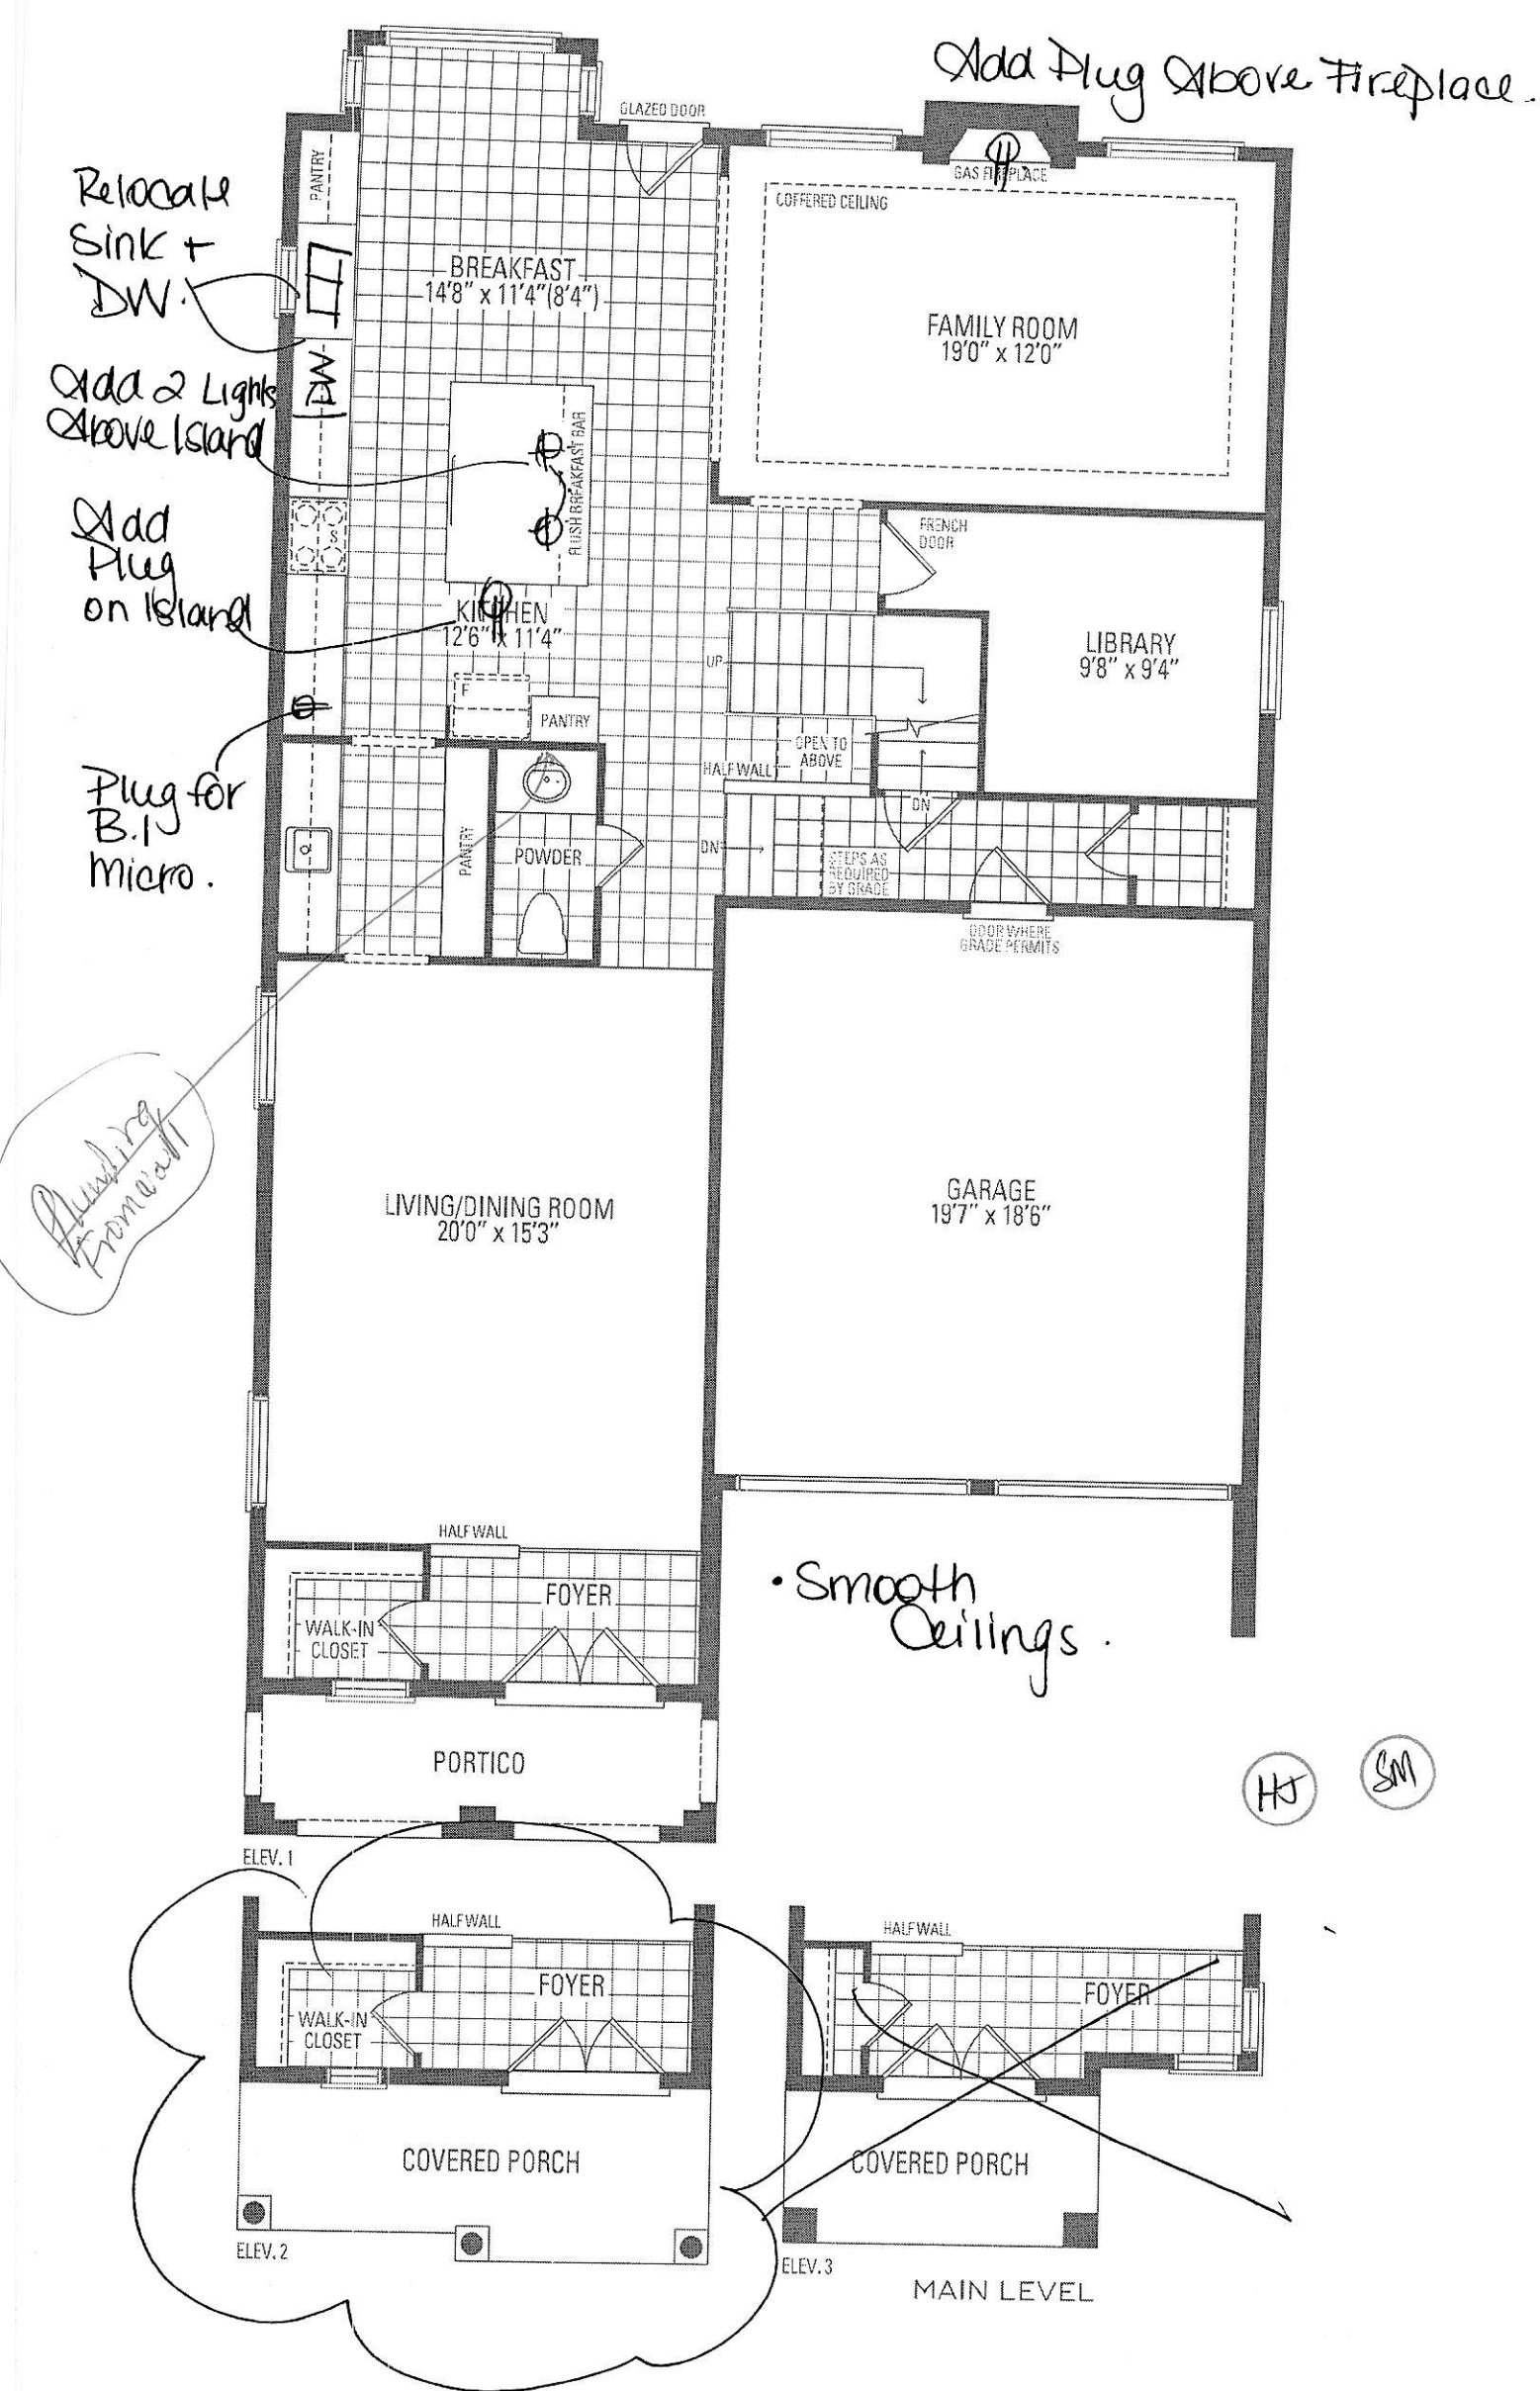 Add Plug Above Fireplace.
GLAZED DOOR
PANTRY
GAS FIREPLACE
COFFERED CEILING
Relocate
Sink +
DW.
BREAKFAST
14'8" x 11'4"(8'4")
FAMILY ROOM
19'0" x 12'0"
DW
Add 2 Lights
Above Island
FLUSH BREAKFAST BAR
Add
Plug
on Island
S
FRENCH
DOOR
KITCHEN
12'6" x 11'4"
LIBRARY
9'8" x 9'4"
UP
F
PANTRY
OPEN TO
ABOVE
HALF WALL
Plug for
B.I
Micro.
DN
PANTRY
POWDER
DN
STEPS AS
REQUIRED
BY GRADE
DOOR WHERE
GRADE PERMITS
Plumbing
From
LIVING/DINING ROOM
20'0" x 15'3"
GARAGE
19'7" x 18'6"
HALF WALL
FOYER
WALK-IN
CLOSET
• Smooth
Ceilings.
PORTICO
HJ
SM
ELEV. 1
HALF WALL
FOYER
WALK-IN
CLOSET
COVERED PORCH
ELEV. 2
HALF WALL
FOYER
COVERED PORCH
ELEV. 3
MAIN LEVEL